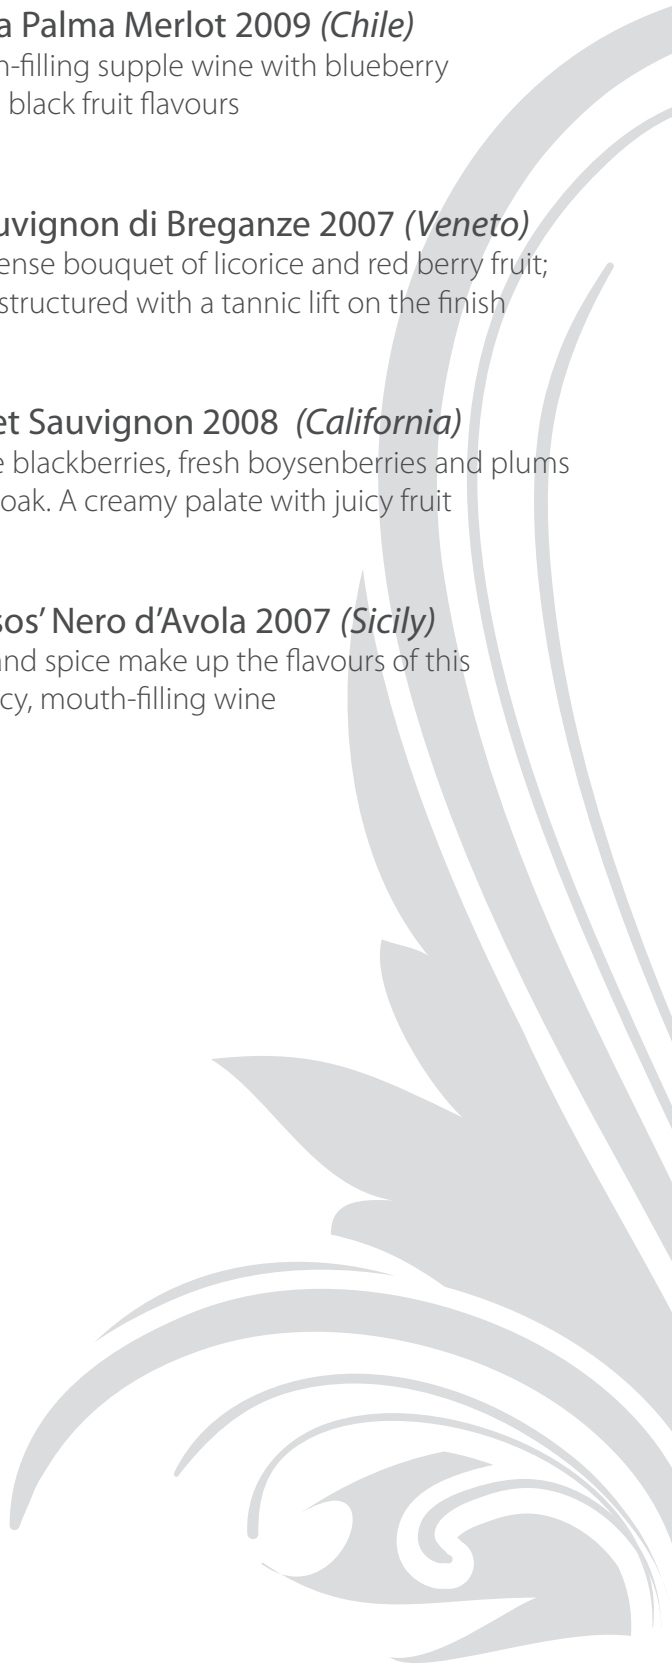 a Palma Merlot 2009 (Chile)
h-filling supple wine with blueberry
black fruit flavours
uvignon di Breganze 2007 (Veneto)
ense bouquet of licorice and red berry fruit;
structured with a tannic lift on the finish
et Sauvignon 2008 (California)
e blackberries, fresh boysenberries and plums
oak. A creamy palate with juicy fruit
sos’ Nero d’Avola 2007 (Sicily)
and spice make up the flavours of this
cy, mouth-filling wine